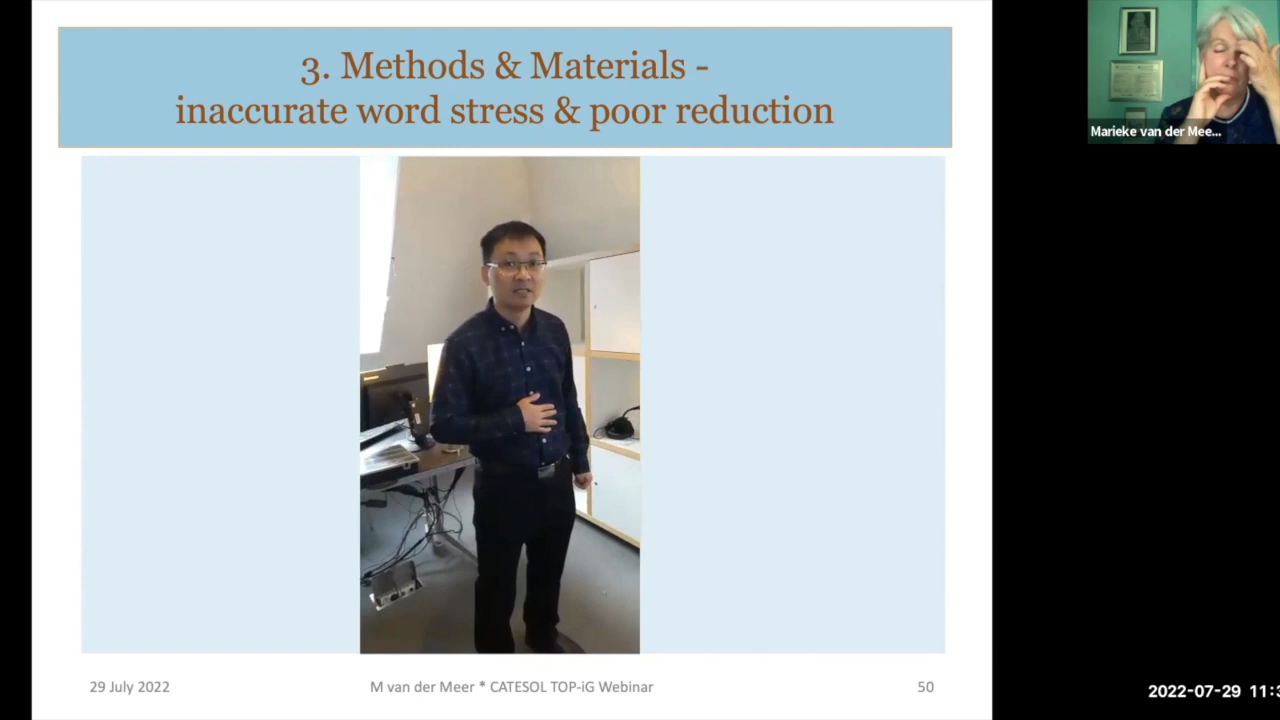 3. Methods & Materials -
inaccurate word stress & poor reduction
Marieke van der Mee...
29 July 2022
M van der Meer * CATESOL TOP-iG Webinar
50
2022-07-29 11:3